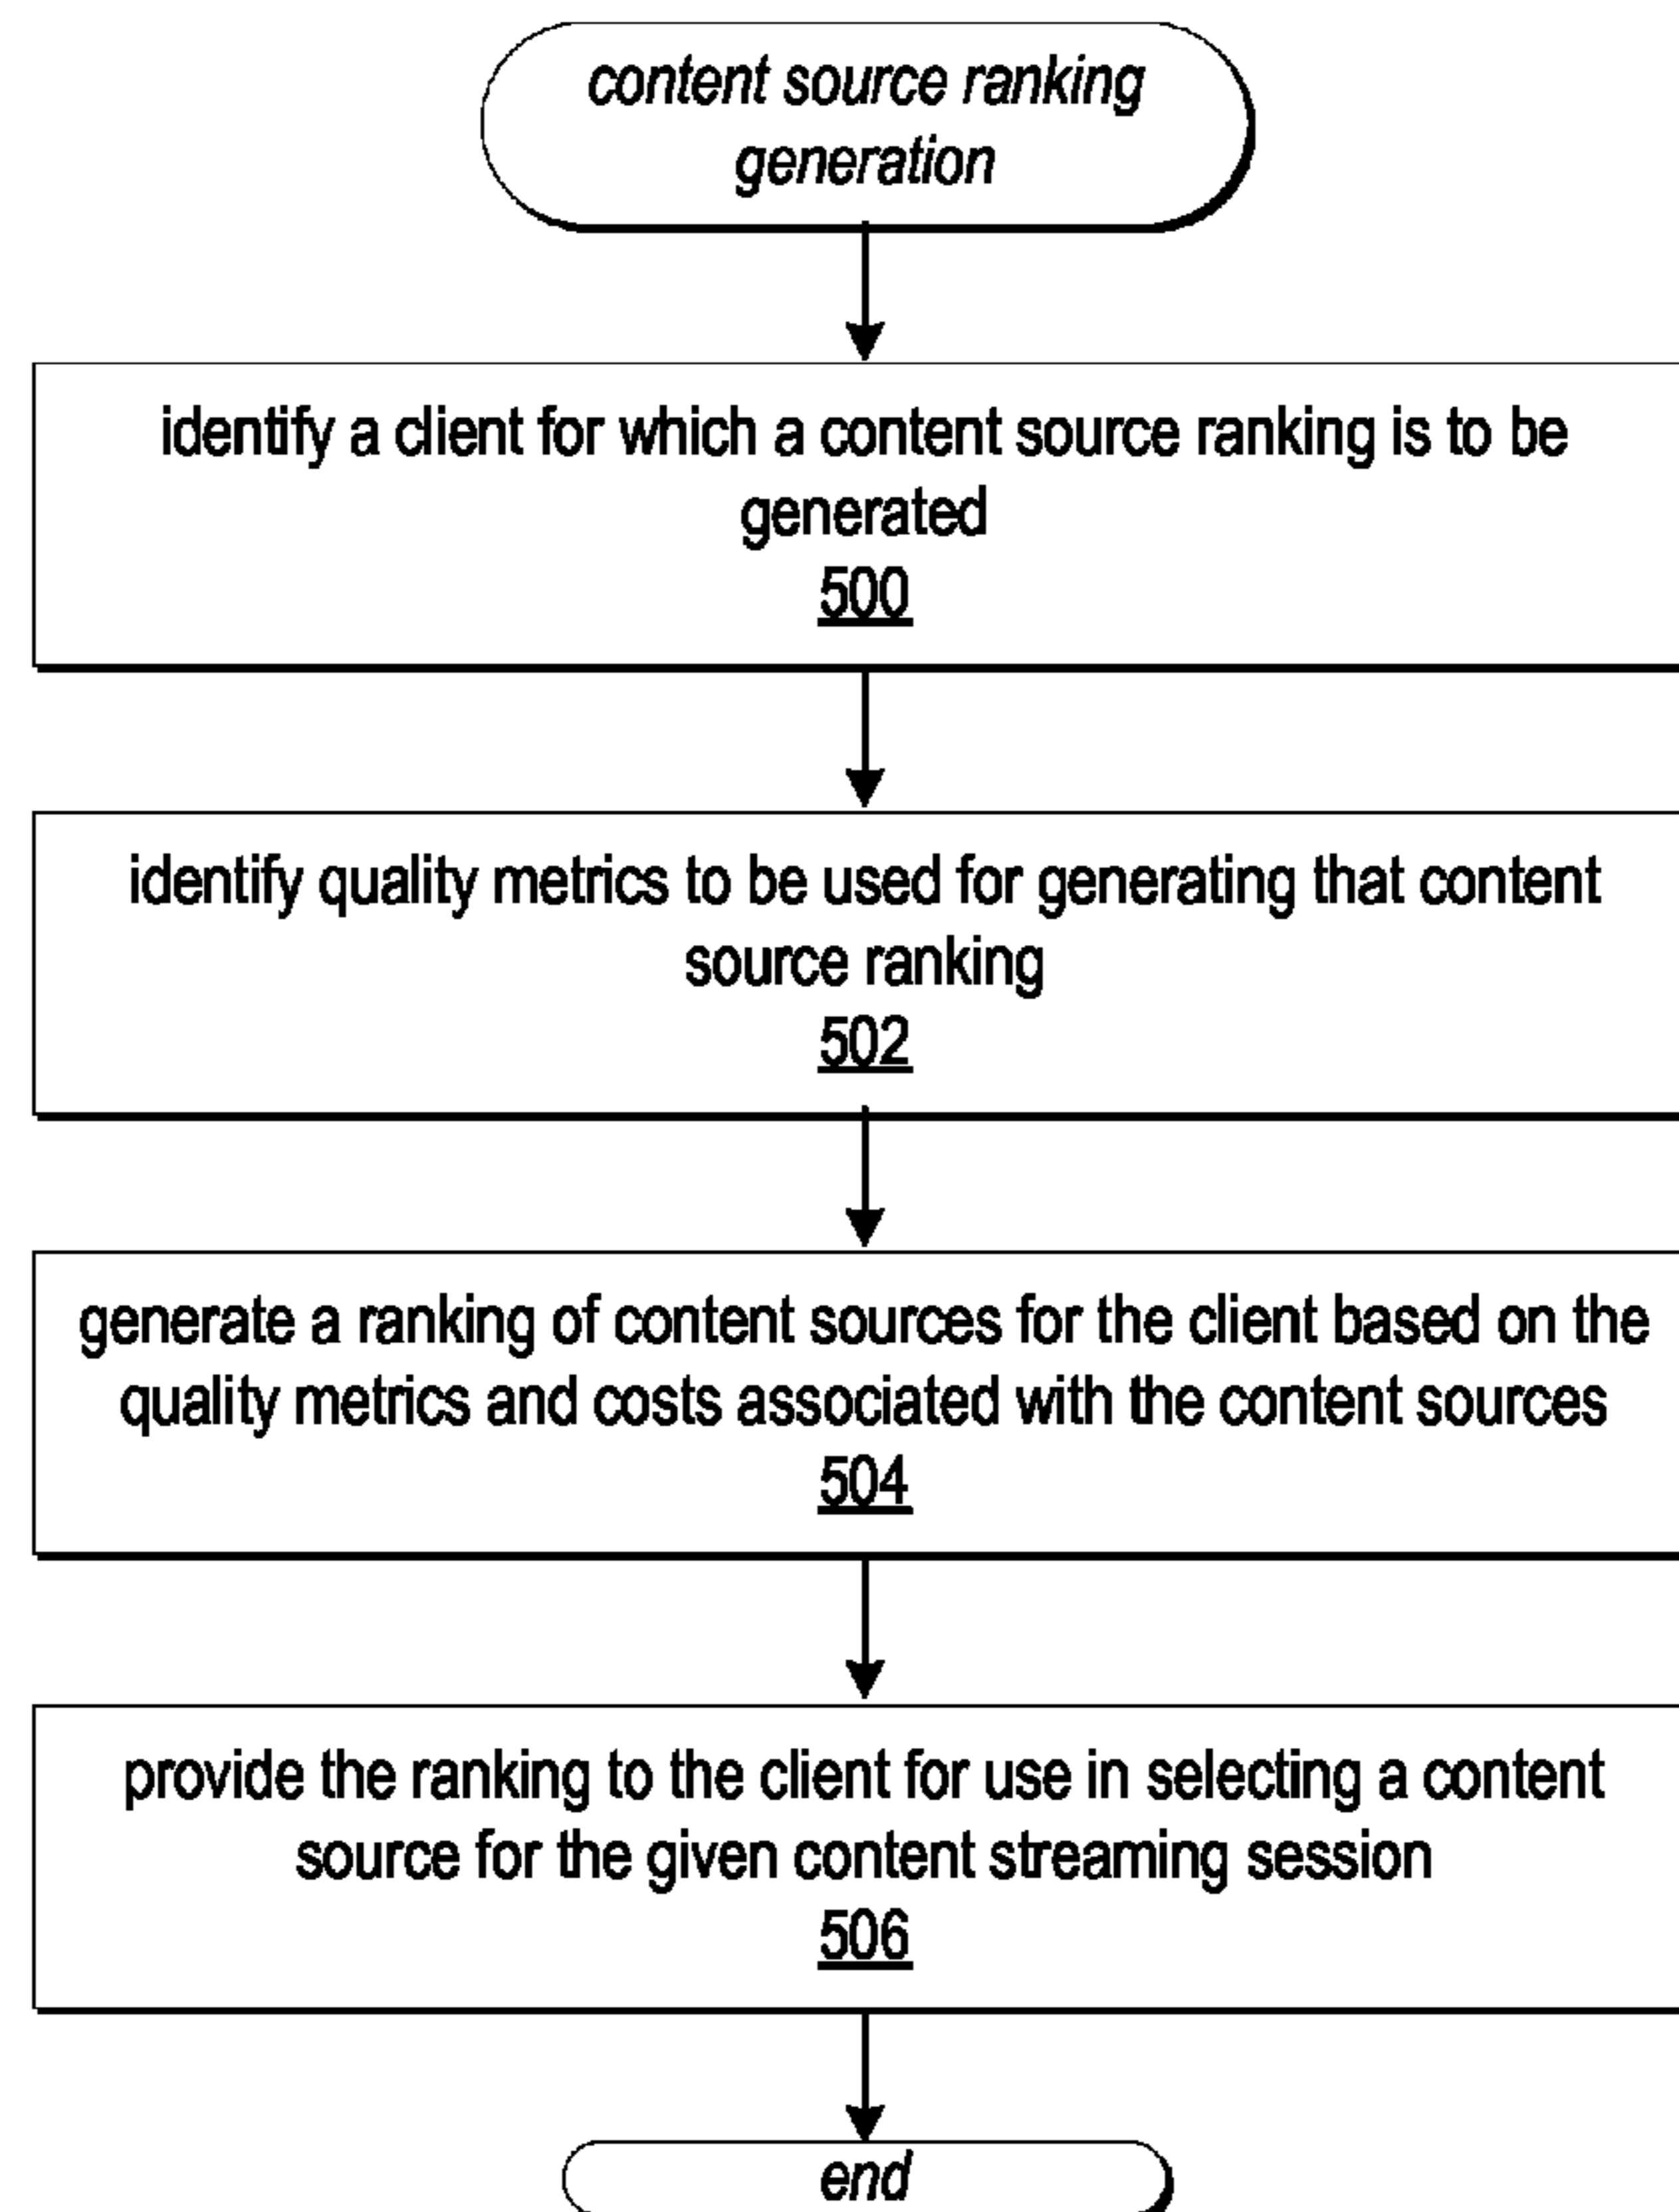 content source ranking
generation
identify a client for which a content source ranking is to be
generated
500
identify quality metrics to be used for generating that content
source ranking
502
generate a ranking of content sources for the client based on the
quality metrics and costs associated with the content sources
504
provide the ranking to the client for use in selecting a content
source for the given content streaming session
506
end